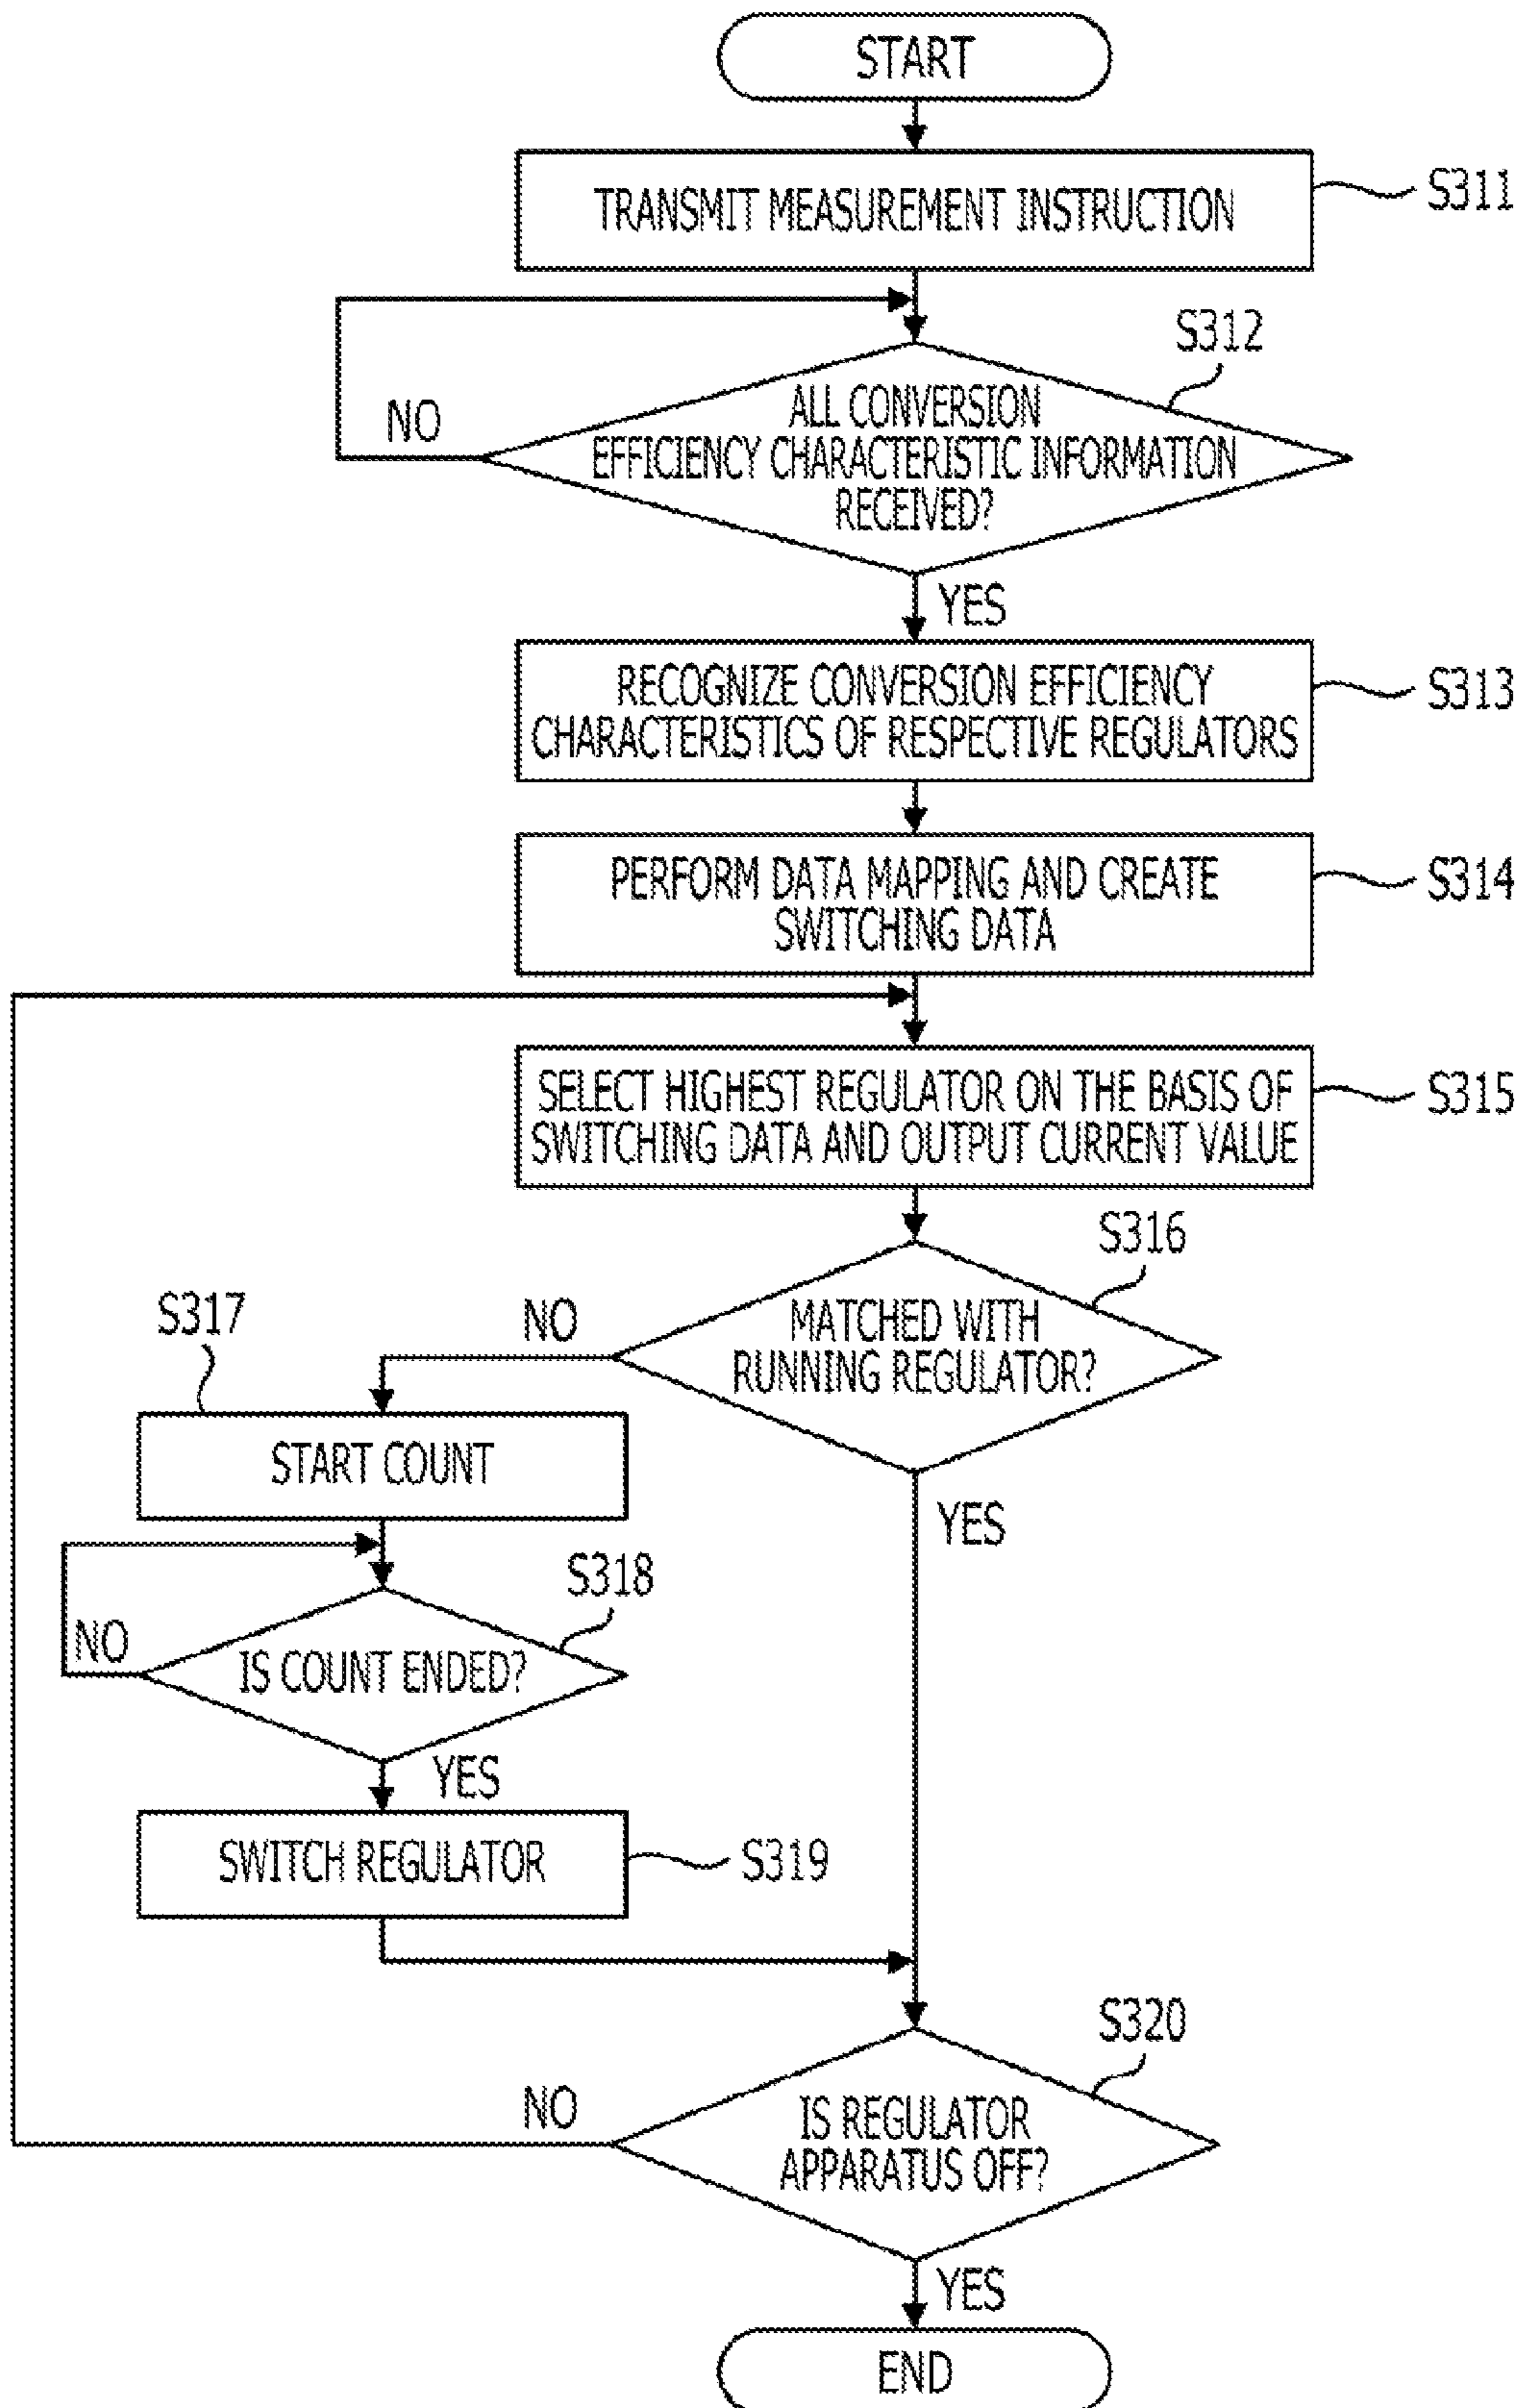 START
TRANSMIT MEASUREMENT INSTRUCTION
S311
S312
ALL CONVERSION
EFFICIENCY CHARACTERISTIC INFORMATION
RECEIVED?
NO
YES
RECOGNIZE CONVERSION EFFICIENCY
CHARACTERISTICS OF RESPECTIVE REGULATORS
S313
PERFORM DATA MAPPING AND CREATE
SWITCHING DATA
S314
SELECT HIGHEST REGULATOR ON THE BASIS OF
SWITCHING DATA AND OUTPUT CURRENT VALUE
S315
S316
MATCHED WITH
RUNNING REGULATOR?
NO
YES
S317
START COUNT
S318
IS COUNT ENDED?
NO
YES
SWITCH REGULATOR
S319
S320
IS REGULATOR
APPARATUS OFF?
NO
YES
END